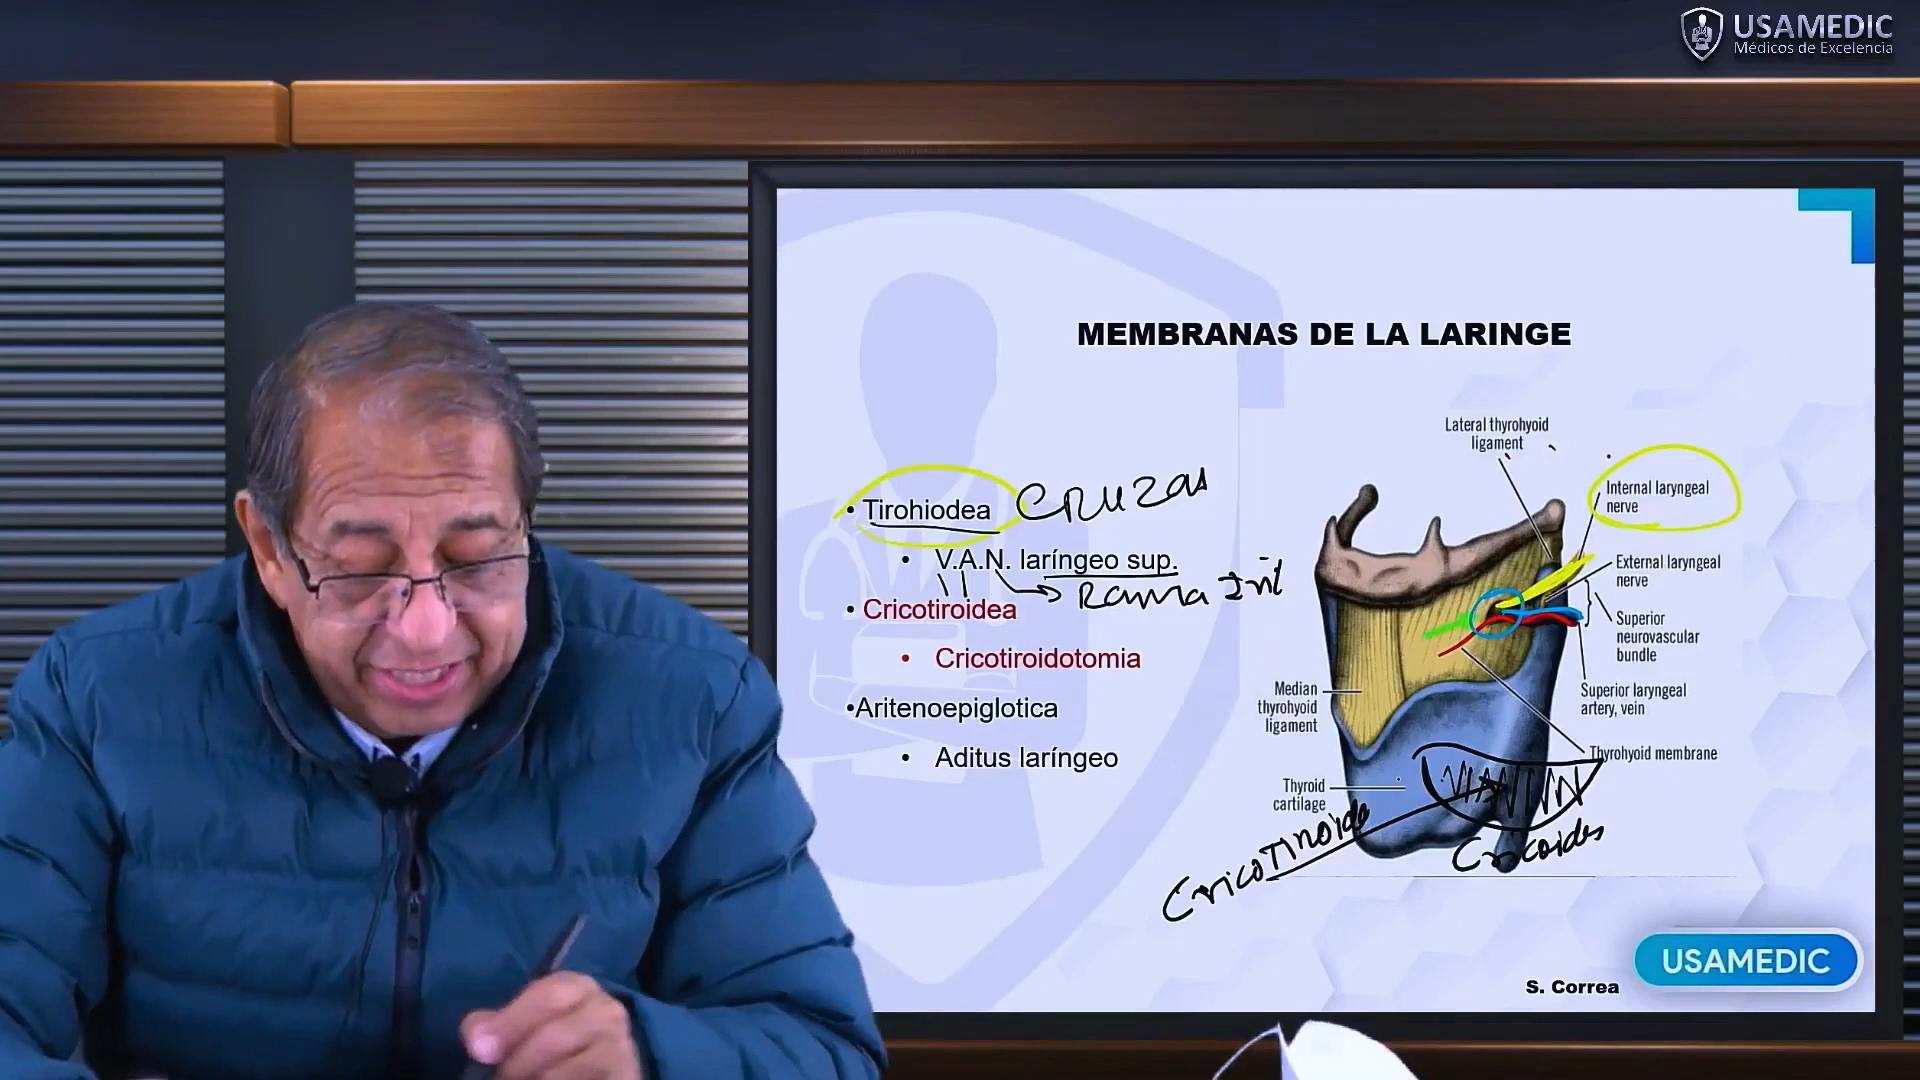 USAMEDIC
Médicos de Excelencia
MEMBRANAS DE LA LARINGE
• Tirohiodea
CRUZAS
• V.A.N. laríngeo sup.
Rama Int
• Cricotiroidea
• Cricotiroidotomia
•Aritenoepiglotica
• Aditus laríngeo
Lateral thyrohyoid
ligament
Internal laryngeal
nerve
External laryngeal
nerve
Superior
neurovascular
bundle
Superior laryngeal
artery, vein
Median
thyrohyoid
ligament
Thyrohyoid membrane
Thyroid
cartilage
Cricoides
USAMEDIC
S. Correa